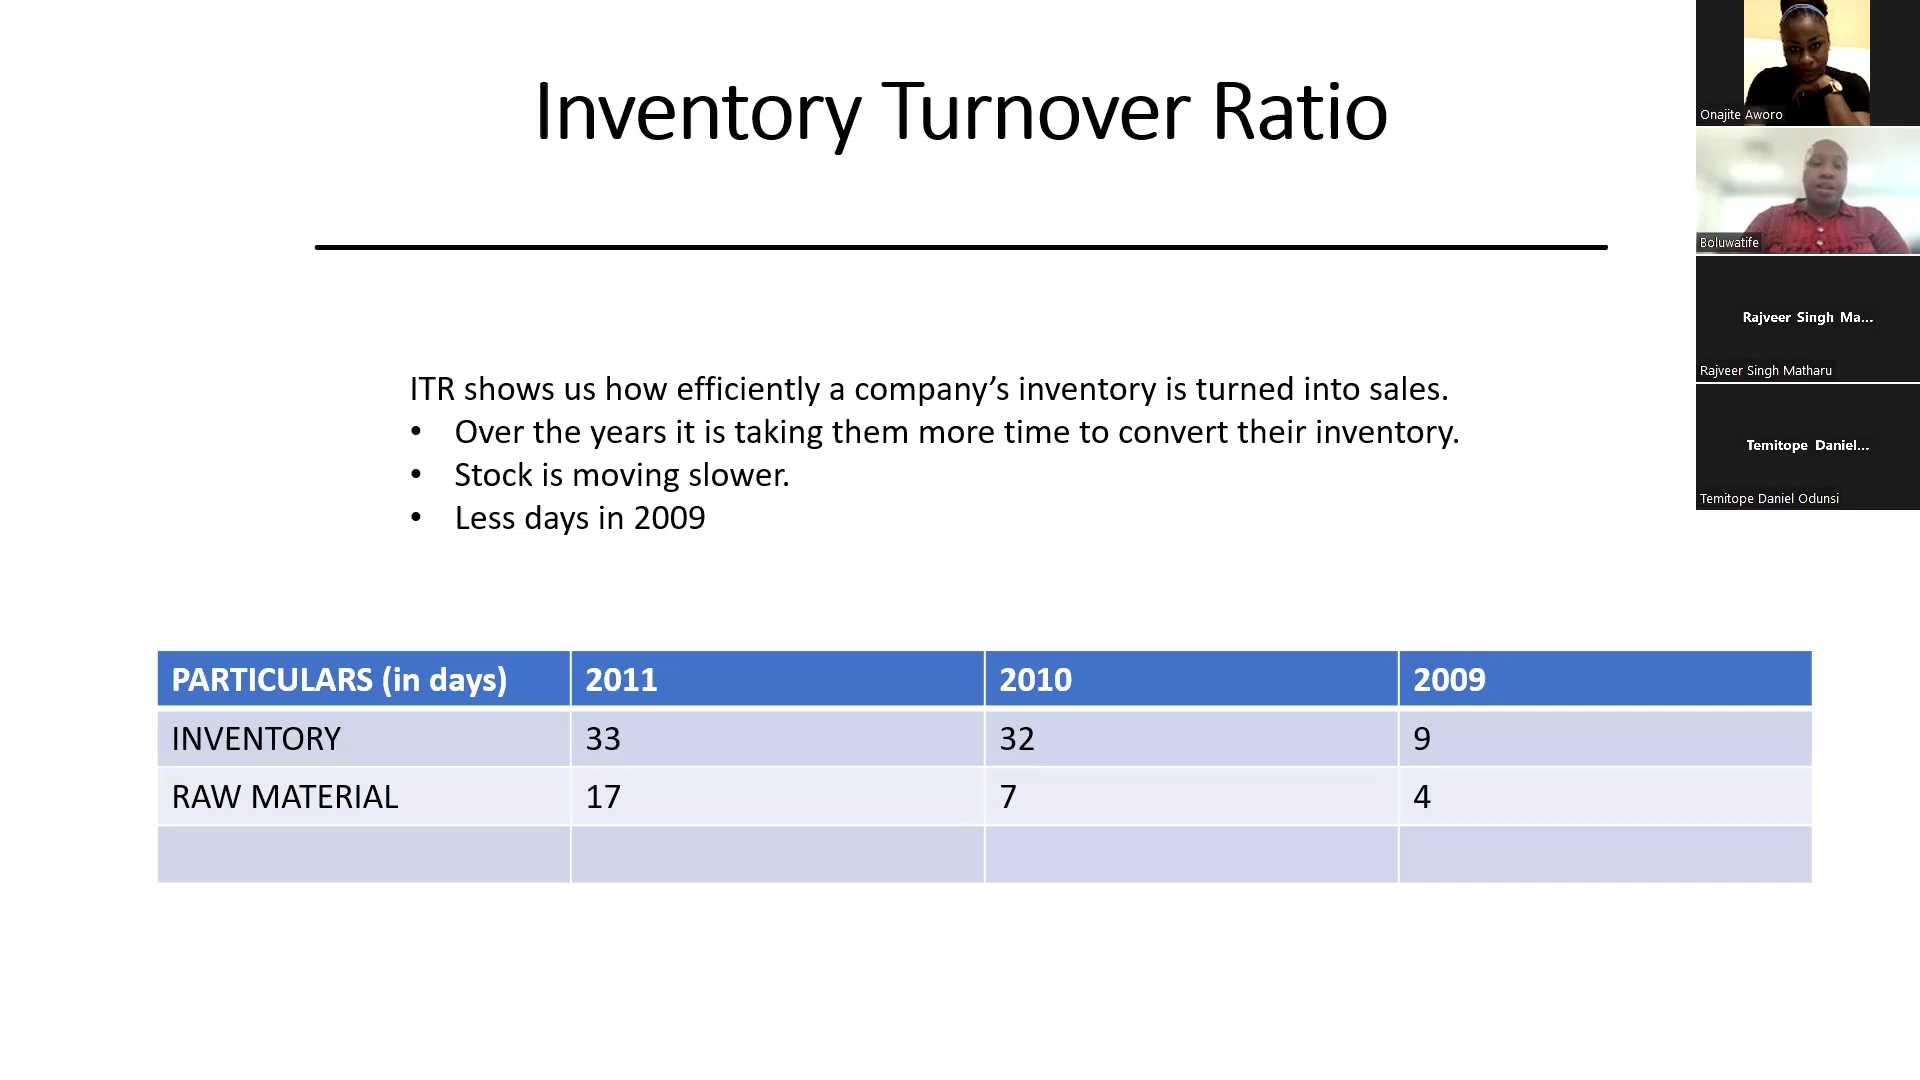 Inventory Turnover Ratio
ITR shows us how efficiently a company’s inventory is turned into sales.
• Over the years it is taking them more time to convert their inventory.
• Stock is moving slower.
• Less days in 2009
PARTICULARS (in days) 2011 2010 2009
INVENTORY 33 32 9
RAW MATERIAL 17 7 4
Onajite Aworo
Boluwatife
Rajveer Singh Ma...
Rajveer Singh Matharu
Temitope Daniel...
Temitope Daniel Odunsi